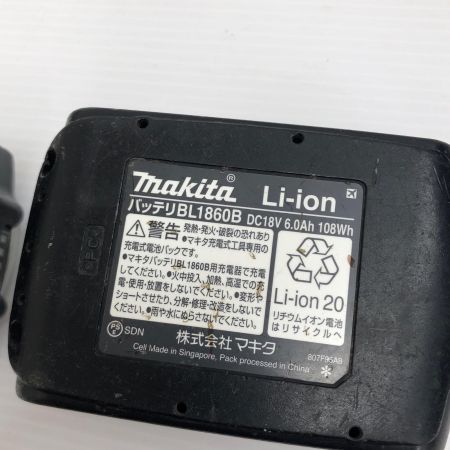 makita® Li-ion
バッテリBL1860B DC18V 6.0Ah 108Wh
警告 発熱・発火・破裂の恐れあり
●マキタ充電式工具専用の
充電式電池パックです。
●マキタバッテリBL1860B用充電器で充電
してください。●火中投入、加熱、高温での充
電・使用・放置をしないでください。●変形や
ショートさせたり、分解・修理・改造をしないで
ください。●雨や水にぬらさないでください。
Li-ion 20
リチウムイオン電池
はリサイクルへ
PS E SDN 株式会社 マキタ
Cell Made in Singapore, Pack processed in China
PC